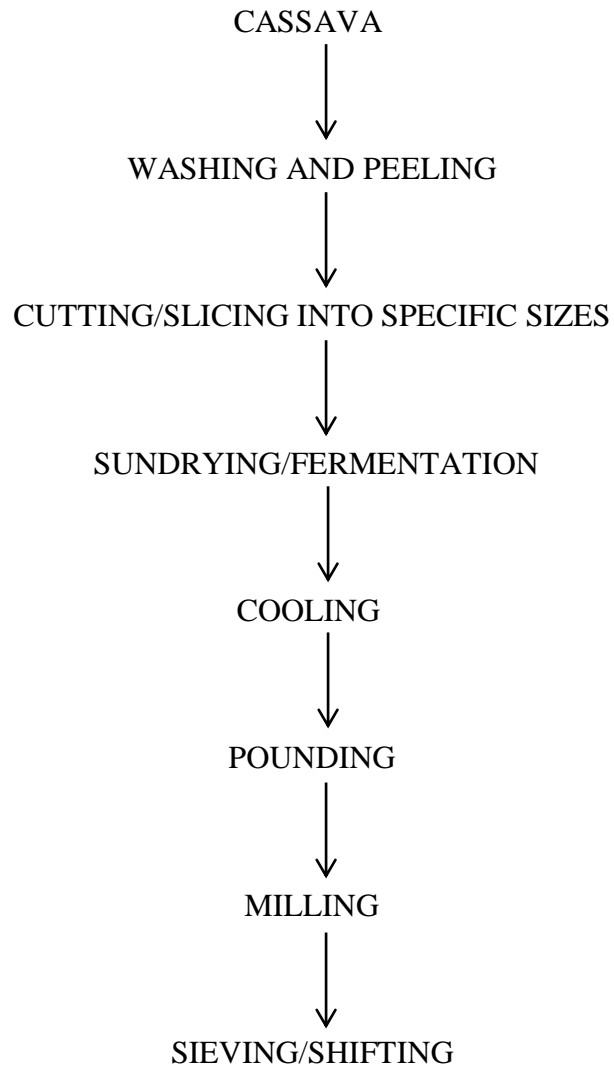 CASSAVA
WASHING AND PEELING
CUTTING/SLICING INTO SPECIFIC SIZES
SUNDRYING/FERMENTATION
COOLING
POUNDING
MILLING
SIEVING/SHIFTING